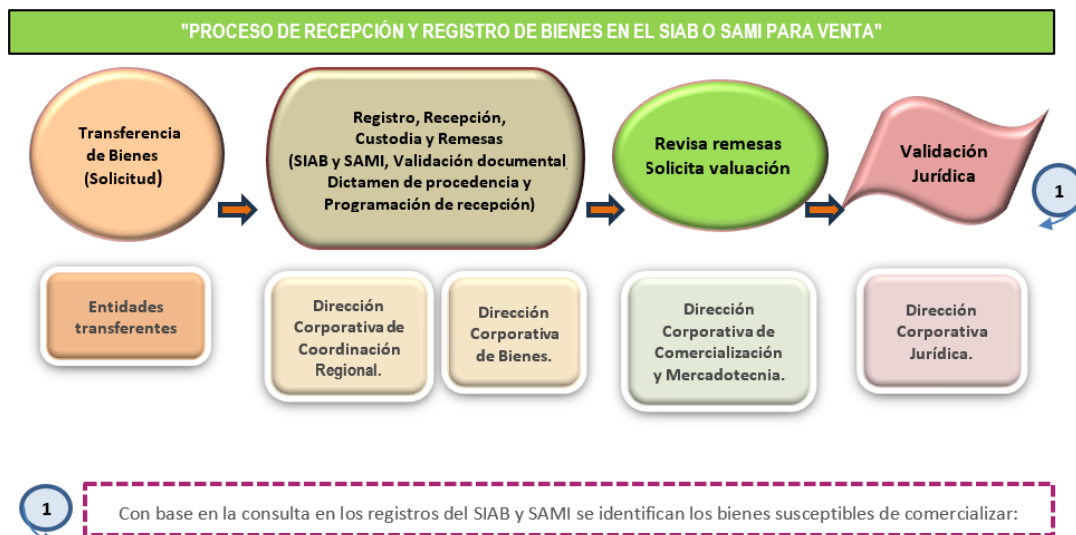 "PROCESO DE RECEPCIÓN Y REGISTRO DE BIENES EN EL SIAB O SAMI PARA VENTA"
Transferencia
de Bienes
(Solicitud)
Registro, Recepción,
Custodia y Remesas
(SIAB y SAMI, Validación documental
Dictamen de procedencia y
Programación de recepción)
Revisa remesas
Solicita valuación
Validación
Jurídica
1
Entidades
transferentes
Dirección
Corporativa de
Coordinación
Regional.
Dirección
Corporativa
de Bienes.
Dirección
Corporativa de
Comercialización
y Mercadotecnia.
Dirección
Corporativa
Jurídica.
1
Con base en la consulta en los registros del SIAB y SAMI se identifican los bienes susceptibles de comercializar: